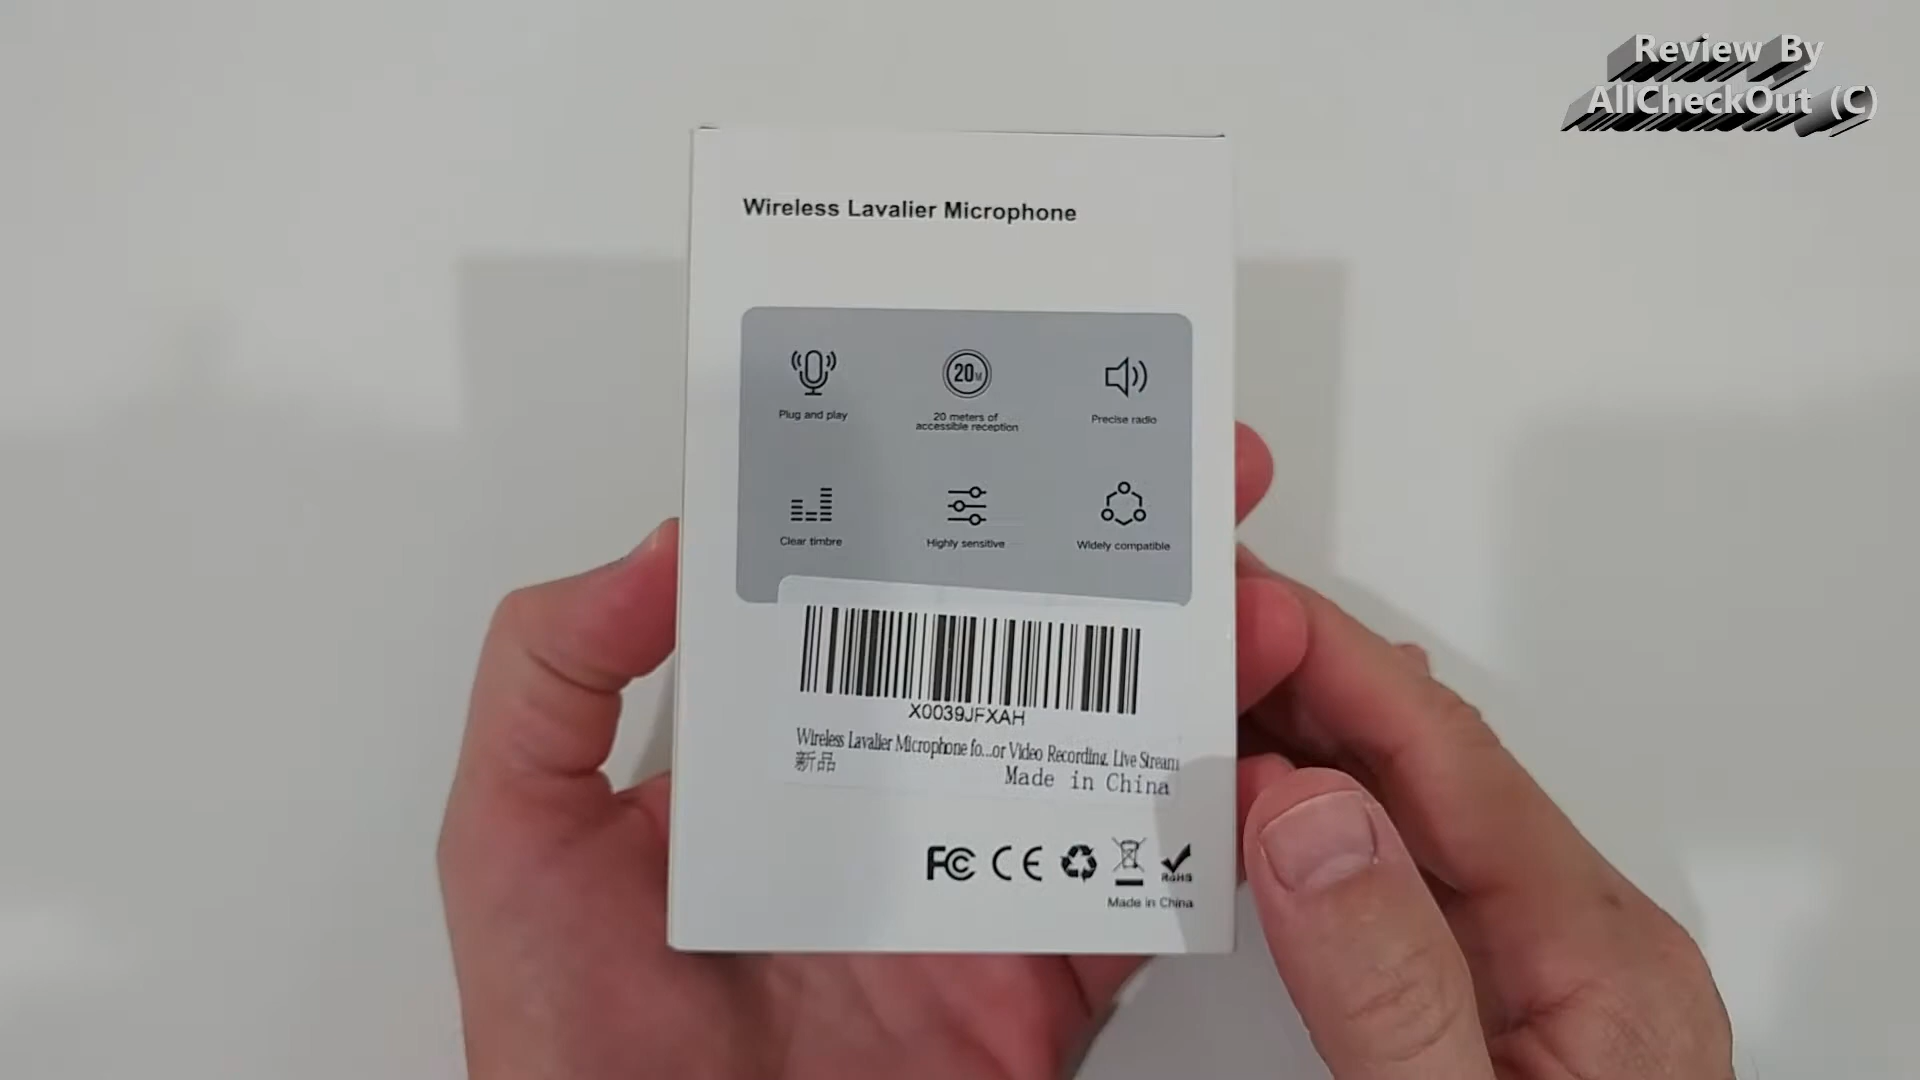 Review By
AllCheckOut (C)
Wireless Lavalier Microphone
20M
Plug and play
20 meters of
accessible reception
Precise radio
Clear timbre
Highly sensitive
Widely compatible
X0039JFXAH
Wireless Lavalier Microphone fo...or Video Recording, Live Stream
新品
Made in China
FC CE
RoHS
Made in China